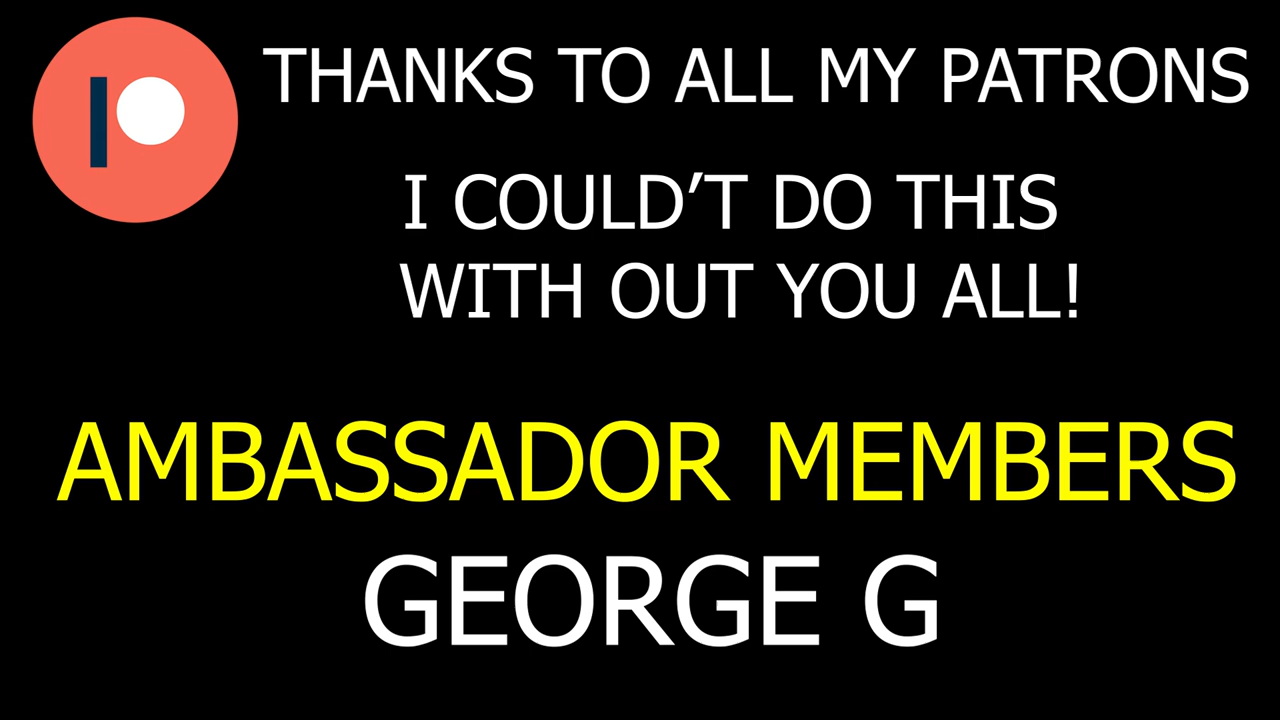 THANKS TO ALL MY PATRONS
I COULD’T DO THIS
WITH OUT YOU ALL!
AMBASSADOR MEMBERS
GEORGE G